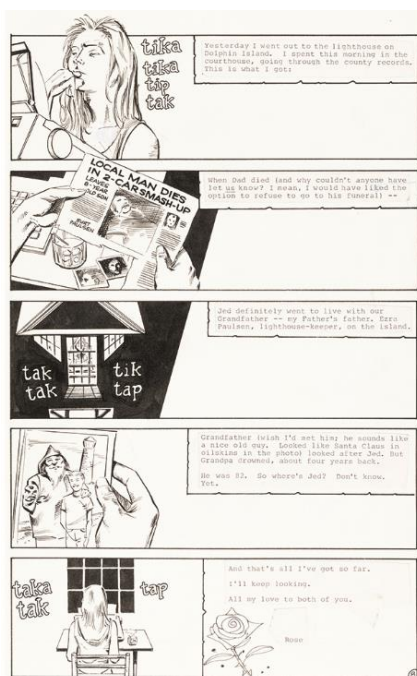 tika
taka
tip
tak
Yesterday I went out to the lighthouse on
Dolphin Island. I spent this morning in the
courthouse, going through the county records.
This is what I got:
LOCAL MAN DIES
IN 2-CAR SMASH-UP
LEAVES
8-YEAR
OLD SON
PAULSEN
When Dad died (and why couldn't anyone have
let us know? I mean, I would have liked the
option to refuse to go to his funeral) --
tak
tak
tik
tap
Jed definitely went to live with our
Grandfather -- my Father's father. Ezra
Paulsen, lighthouse-keeper, on the island.
Grandfather (wish I'd met him; he sounds like
a nice old guy. Looked like Santa Claus in
oilskins in the photo) looked after Jed. But
Grandpa drowned, about four years back.
He was 82. So where's Jed? Don't know.
Yet.
taka
tak
tap
And that's all I've got so far.
I'll keep looking.
All my love to both of you.
Rose